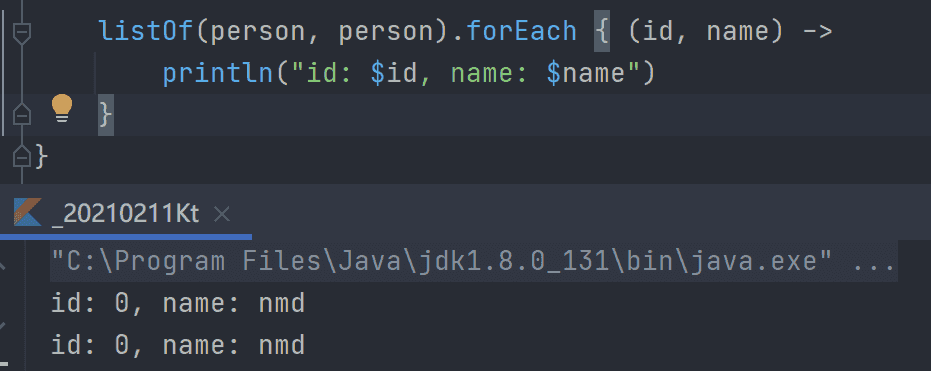 listOf(person, person).forEach { (id, name) ->
println("id: $id, name: $name")
}
}
_20210211Kt ×
"C:\Program Files\Java\jdk1.8.0_131\bin\java.exe" ...
id: 0, name: nmd
id: 0, name: nmd